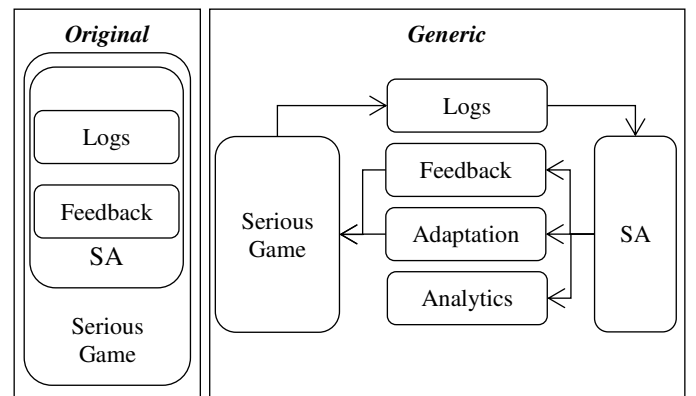 Original
Logs
Feedback
SA
Serious
Game
Generic
Logs
Feedback
Serious
Game
Adaptation
SA
Analytics